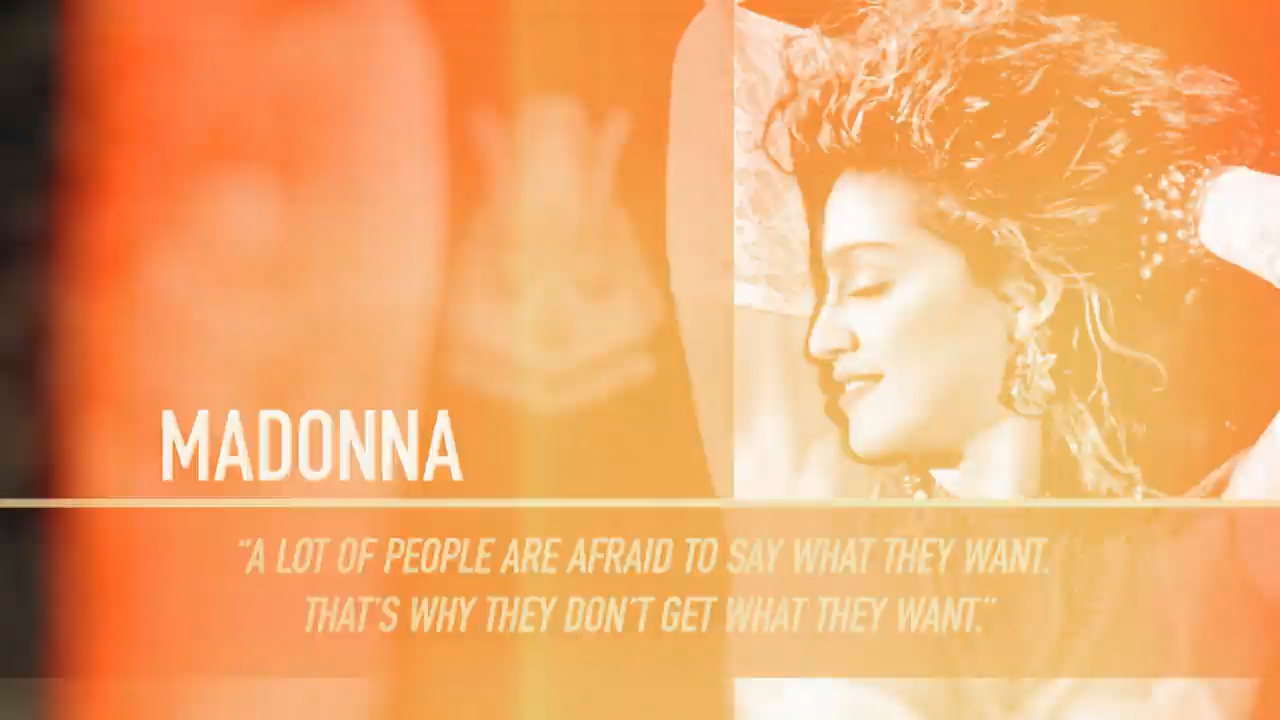 MADONNA
"A LOT OF PEOPLE ARE AFRAID TO SAY WHAT THEY WANT.
THAT'S WHY THEY DON'T GET WHAT THEY WANT."